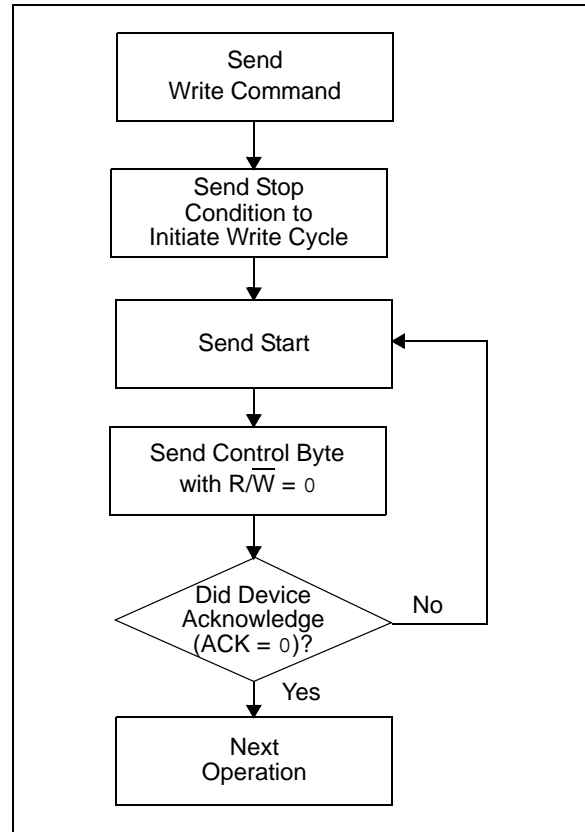 Send
Write Command
Send Stop
Condition to
Initiate Write Cycle
Send Start
Send Control Byte
with R/W̅ = 0
Did Device
Acknowledge
(ACK = 0)?
No
Yes
Next
Operation